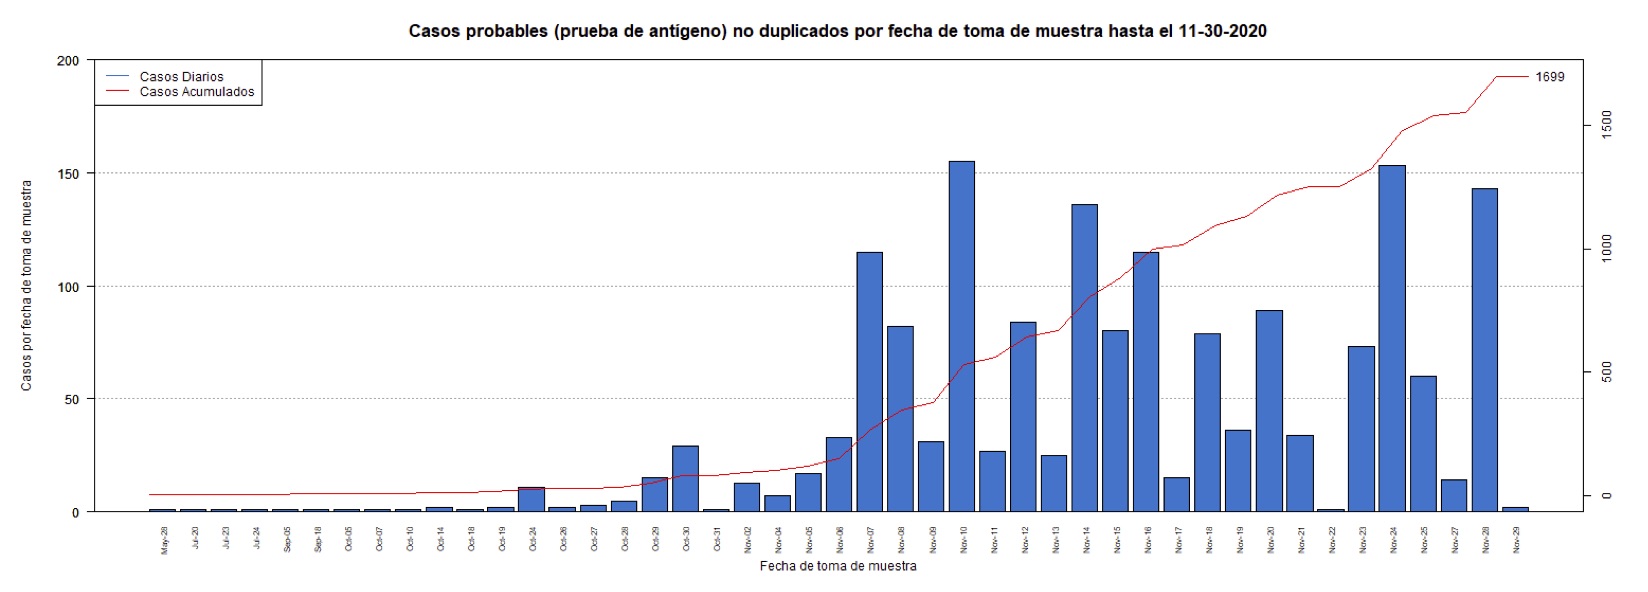 Casos probables (prueba de antígeno) no duplicados por fecha de toma de muestra hasta el 11-30-2020
Casos Diarios
Casos Acumulados
1699
Casos por fecha de toma de muestra
200
150
100
50
0
1500
1000
500
0
May-28 Jul-20 Jul-23 Jul-24 Sep-05 Sep-18 Oct-05 Oct-07 Oct-10 Oct-14 Oct-18 Oct-19 Oct-24 Oct-26 Oct-27 Oct-28 Oct-29 Oct-30 Oct-31 Nov-02 Nov-04 Nov-05 Nov-06 Nov-07 Nov-08 Nov-09 Nov-10 Nov-11 Nov-12 Nov-13 Nov-14 Nov-15 Nov-16 Nov-17 Nov-18 Nov-19 Nov-20 Nov-21 Nov-22 Nov-23 Nov-24 Nov-25 Nov-27 Nov-28 Nov-29
Fecha de toma de muestra